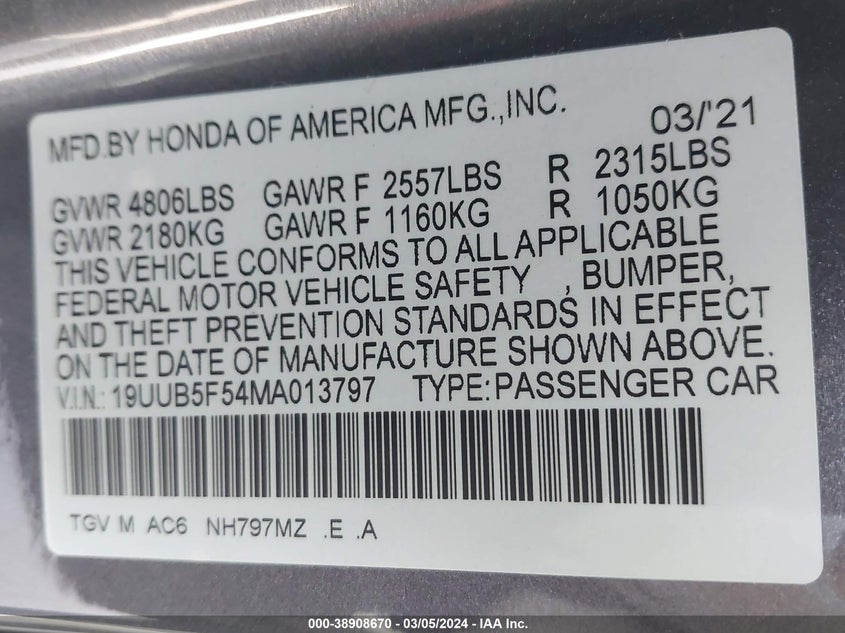 MFD.BY HONDA OF AMERICA MFG.,INC. 03/'21
GVWR 4806LBS GAWR F 2557LBS R 2315LBS
GVWR 2180KG GAWR F 1160KG R 1050KG
THIS VEHICLE CONFORMS TO ALL APPLICABLE
FEDERAL MOTOR VEHICLE SAFETY , BUMPER,
AND THEFT PREVENTION STANDARDS IN EFFECT
ON THE DATE OF MANUFACTURE SHOWN ABOVE.
V.I.N.: 19UUB5F54MA013797 TYPE:PASSENGER CAR
TGV M AC6 NH797MZ .E .A
000-38908670 - 03/05/2024 - IAA Inc.